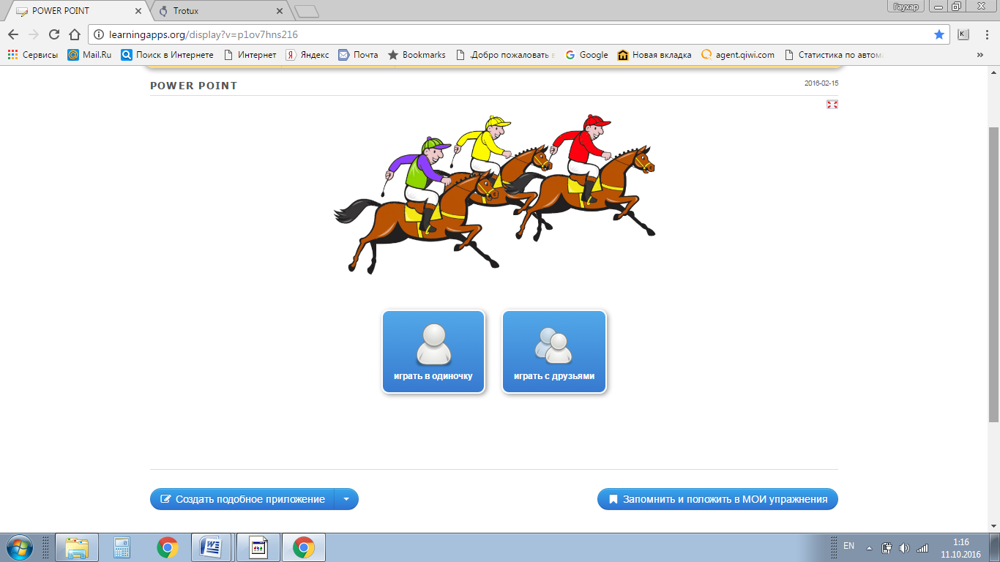 POWER POINT
Trotux
Гаухар
learningapps.org/display?v=p1ov7hns216
K
Сервисы
Mail.Ru
Поиск в Интернете
Интернет
Яндекс
Почта
Bookmarks
.Добро пожаловать в
Google
Новая вкладка
agent.qiwi.com
Статистика по автома
»
POWER POINT
2016-02-15
играть в одиночку
играть с друзьями
Создать подобное приложение
Запомнить и положить в МОИ упражнения
EN
1:16
11.10.2016